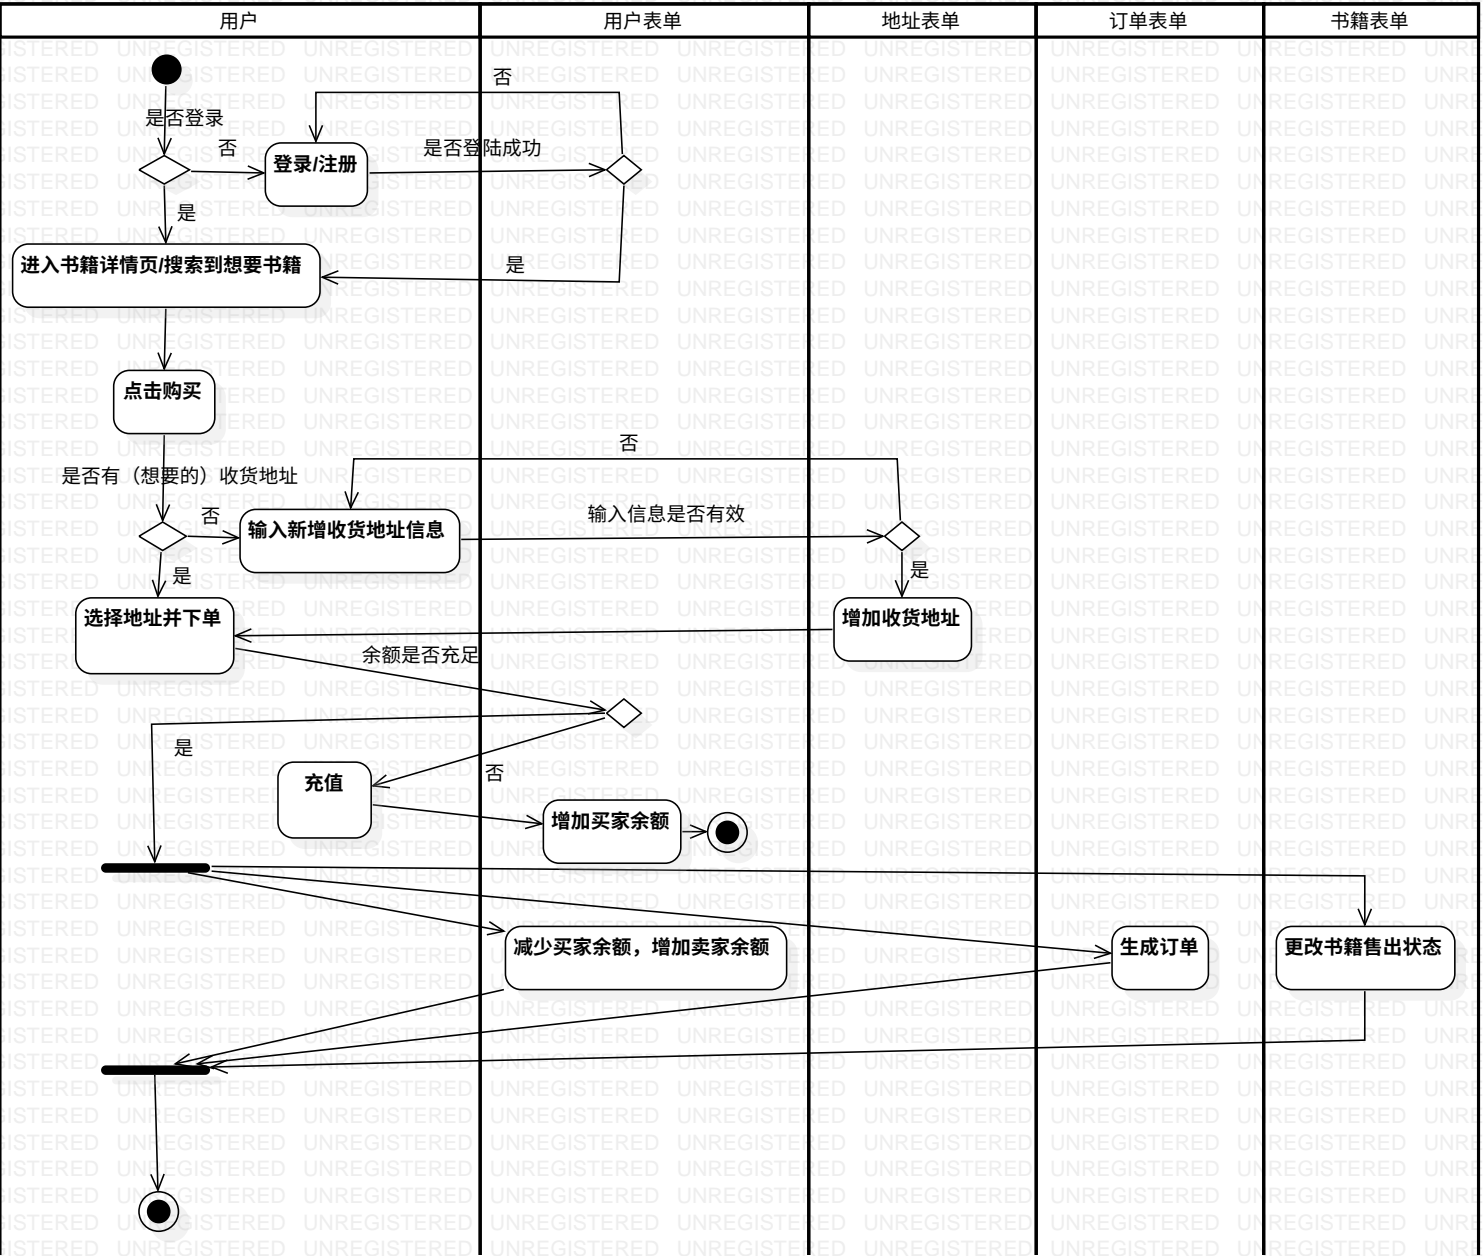 用户
用户表单
地址表单
订单表单
书籍表单
否
是否登录
否
是否登陆成功
登录/注册
是
进入书籍详情页/搜索到想要书籍
是
点击购买
否
是否有（想要的）收货地址
否
输入新增收货地址信息
输入信息是否有效
是
是
选择地址并下单
增加收货地址
余额是否充足
是
否
充值
增加买家余额
减少买家余额，增加卖家余额
生成订单
更改书籍售出状态
UNREGISTERED